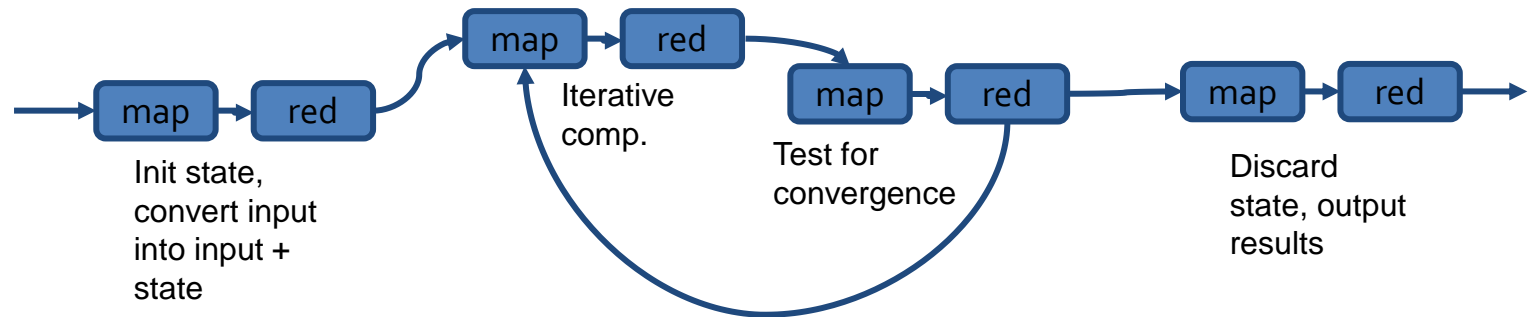 map
red
Init state,
convert input
into input +
state
map
red
Iterative
comp.
map
red
Test for
convergence
map
red
Discard
state, output
results